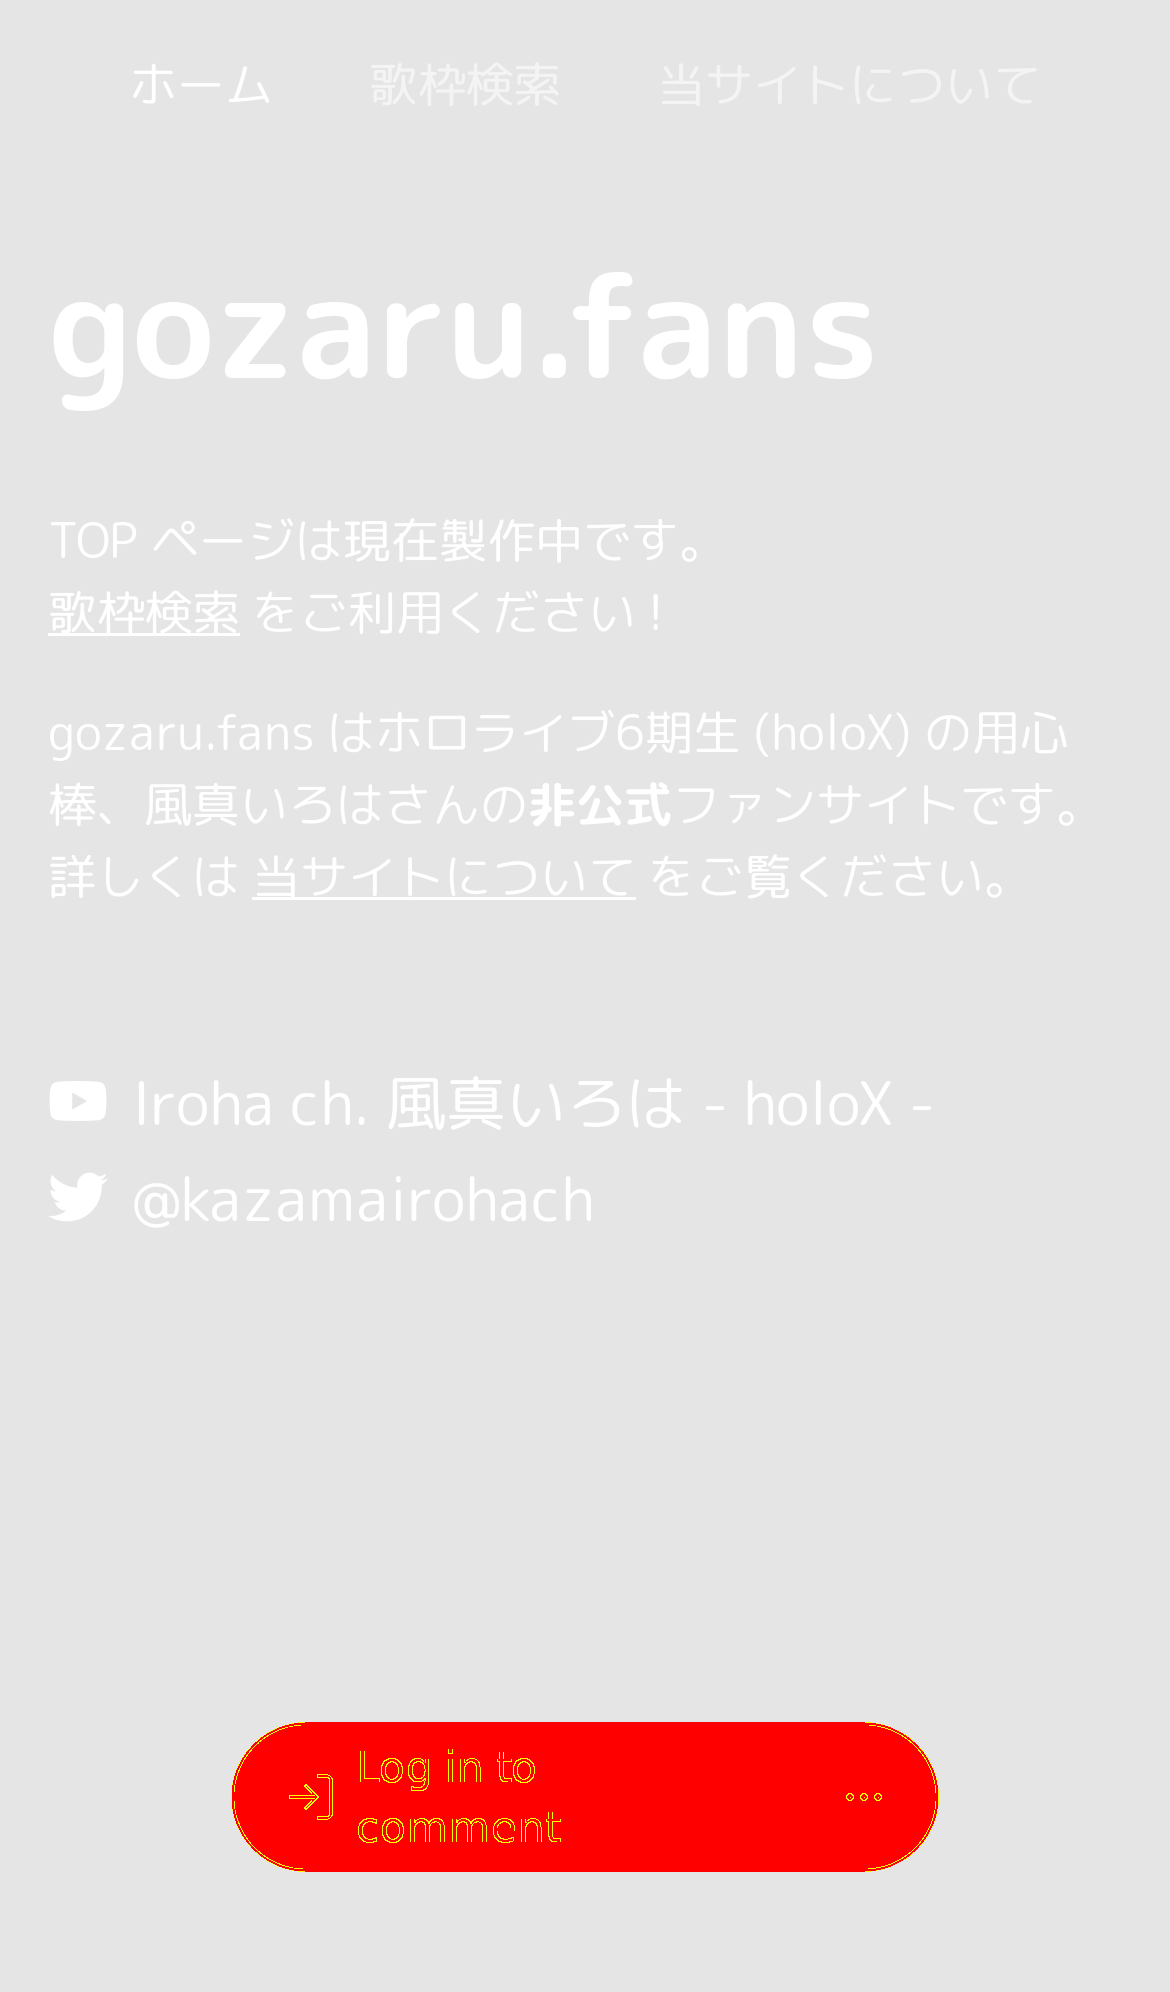 ホーム 歌枠検索 当サイトについて
gozaru.fans
TOP ページは現在製作中です。
歌枠検索 をご利用ください！
gozaru.fans はホロライブ6期生 (holoX) の用心
棒、風真いろはさんの非公式ファンサイトです。
詳しくは 当サイトについて をご覧ください。
Iroha ch. 風真いろは - holoX -
@kazamairohach
Log in to
comment